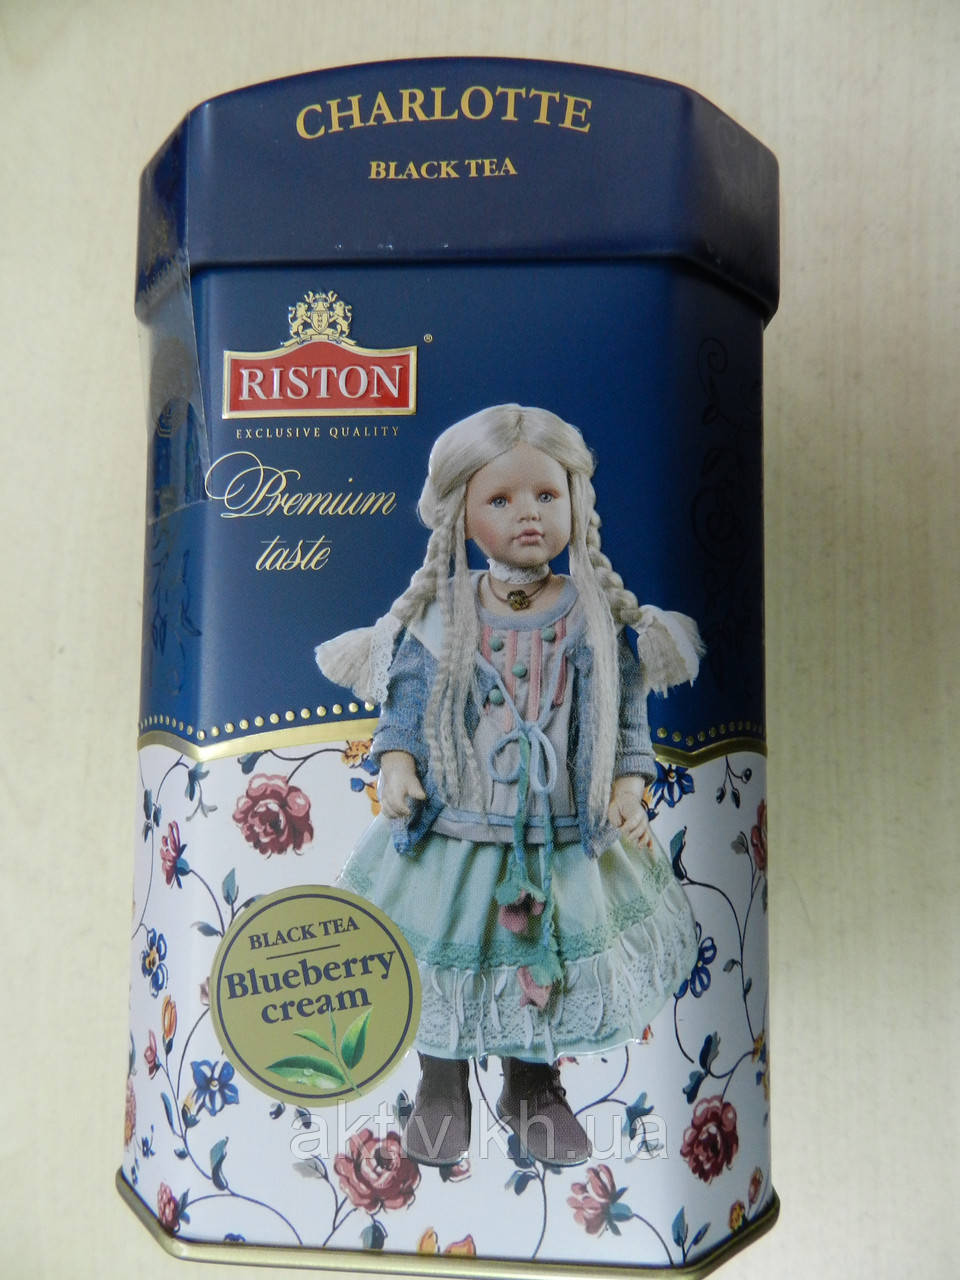 CHARLOTTE
BLACK TEA
RISTON
®
EXCLUSIVE QUALITY
Premium
taste
BLACK TEA
Blueberry
cream
aktiv.kh.ua